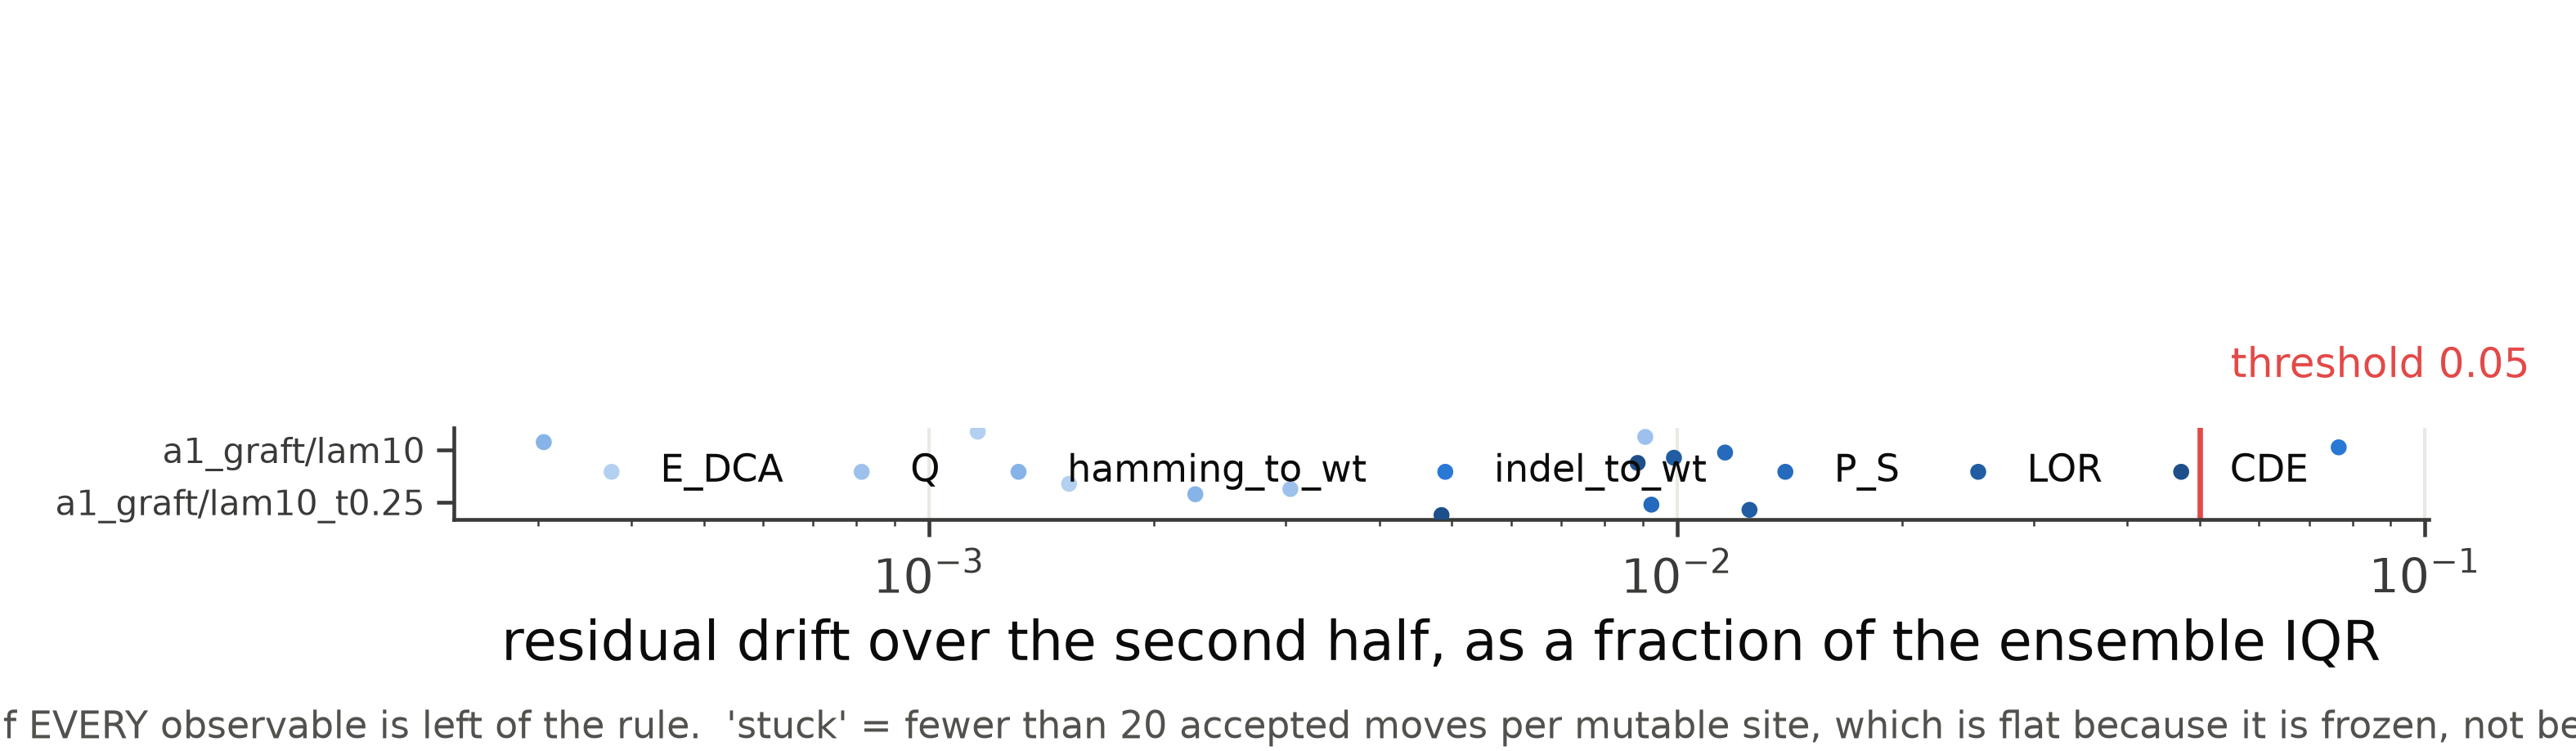 threshold 0.05
a1_graft/lam10
E_DCA Q hamming_to_wt indel_to_wt P_S LOR CDE
a1_graft/lam10_t0.25
10−3 10−2 10−1
residual drift over the second half, as a fraction of the ensemble IQR
f EVERY observable is left of the rule. 'stuck' = fewer than 20 accepted moves per mutable site, which is flat because it is frozen, not be